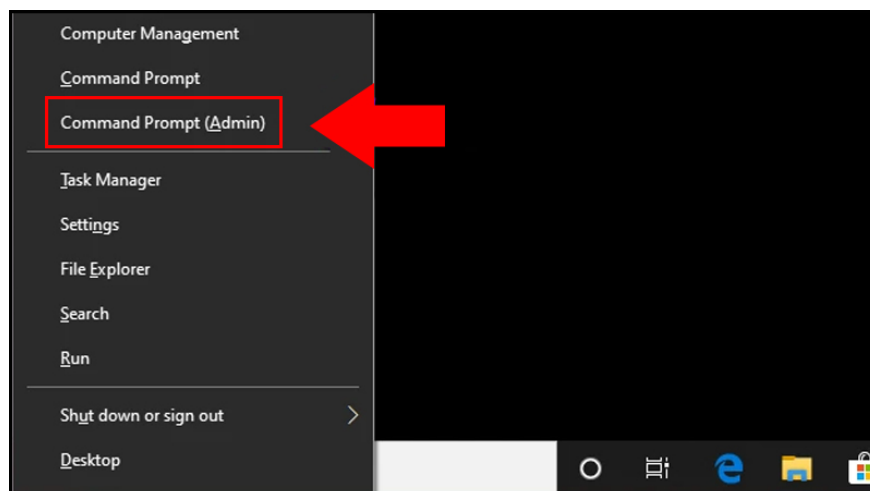 Computer Management
Command Prompt
Command Prompt (Admin)
Task Manager
Settings
File Explorer
Search
Run
Shut down or sign out
Desktop